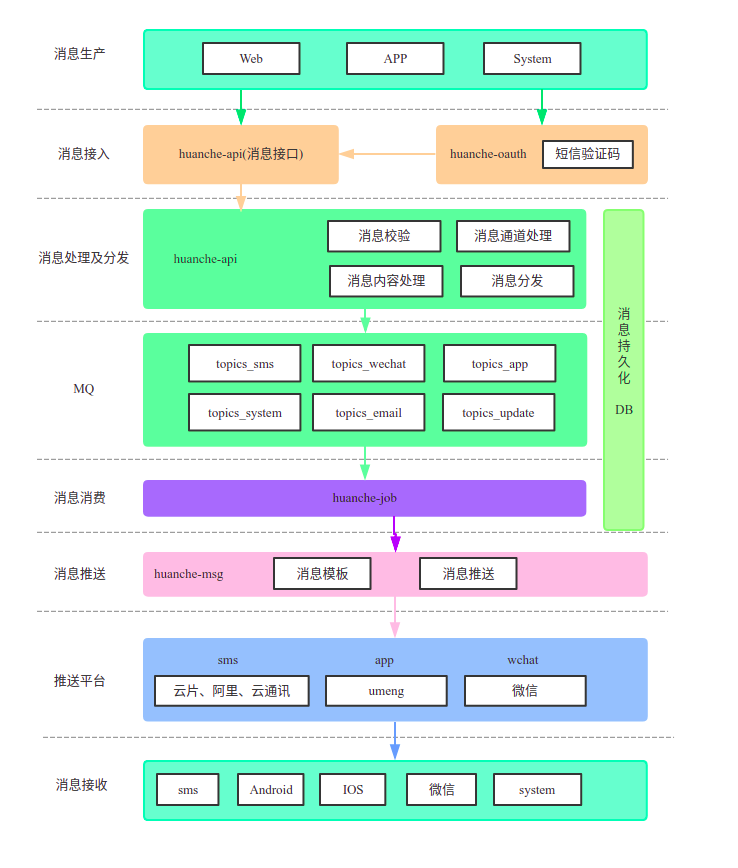 消息生产
Web
APP
System
消息接入
huanche-api(消息接口)
huanche-oauth
短信验证码
消息处理及分发
huanche-api
消息校验
消息通道处理
消息内容处理
消息分发
消息持久化
DB
MQ
topics_sms
topics_wechat
topics_app
topics_system
topics_email
topics_update
消息消费
huanche-job
消息推送
huanche-msg
消息模板
消息推送
推送平台
sms
app
wchat
云片、阿里、云通讯
umeng
微信
消息接收
sms
Android
IOS
微信
system